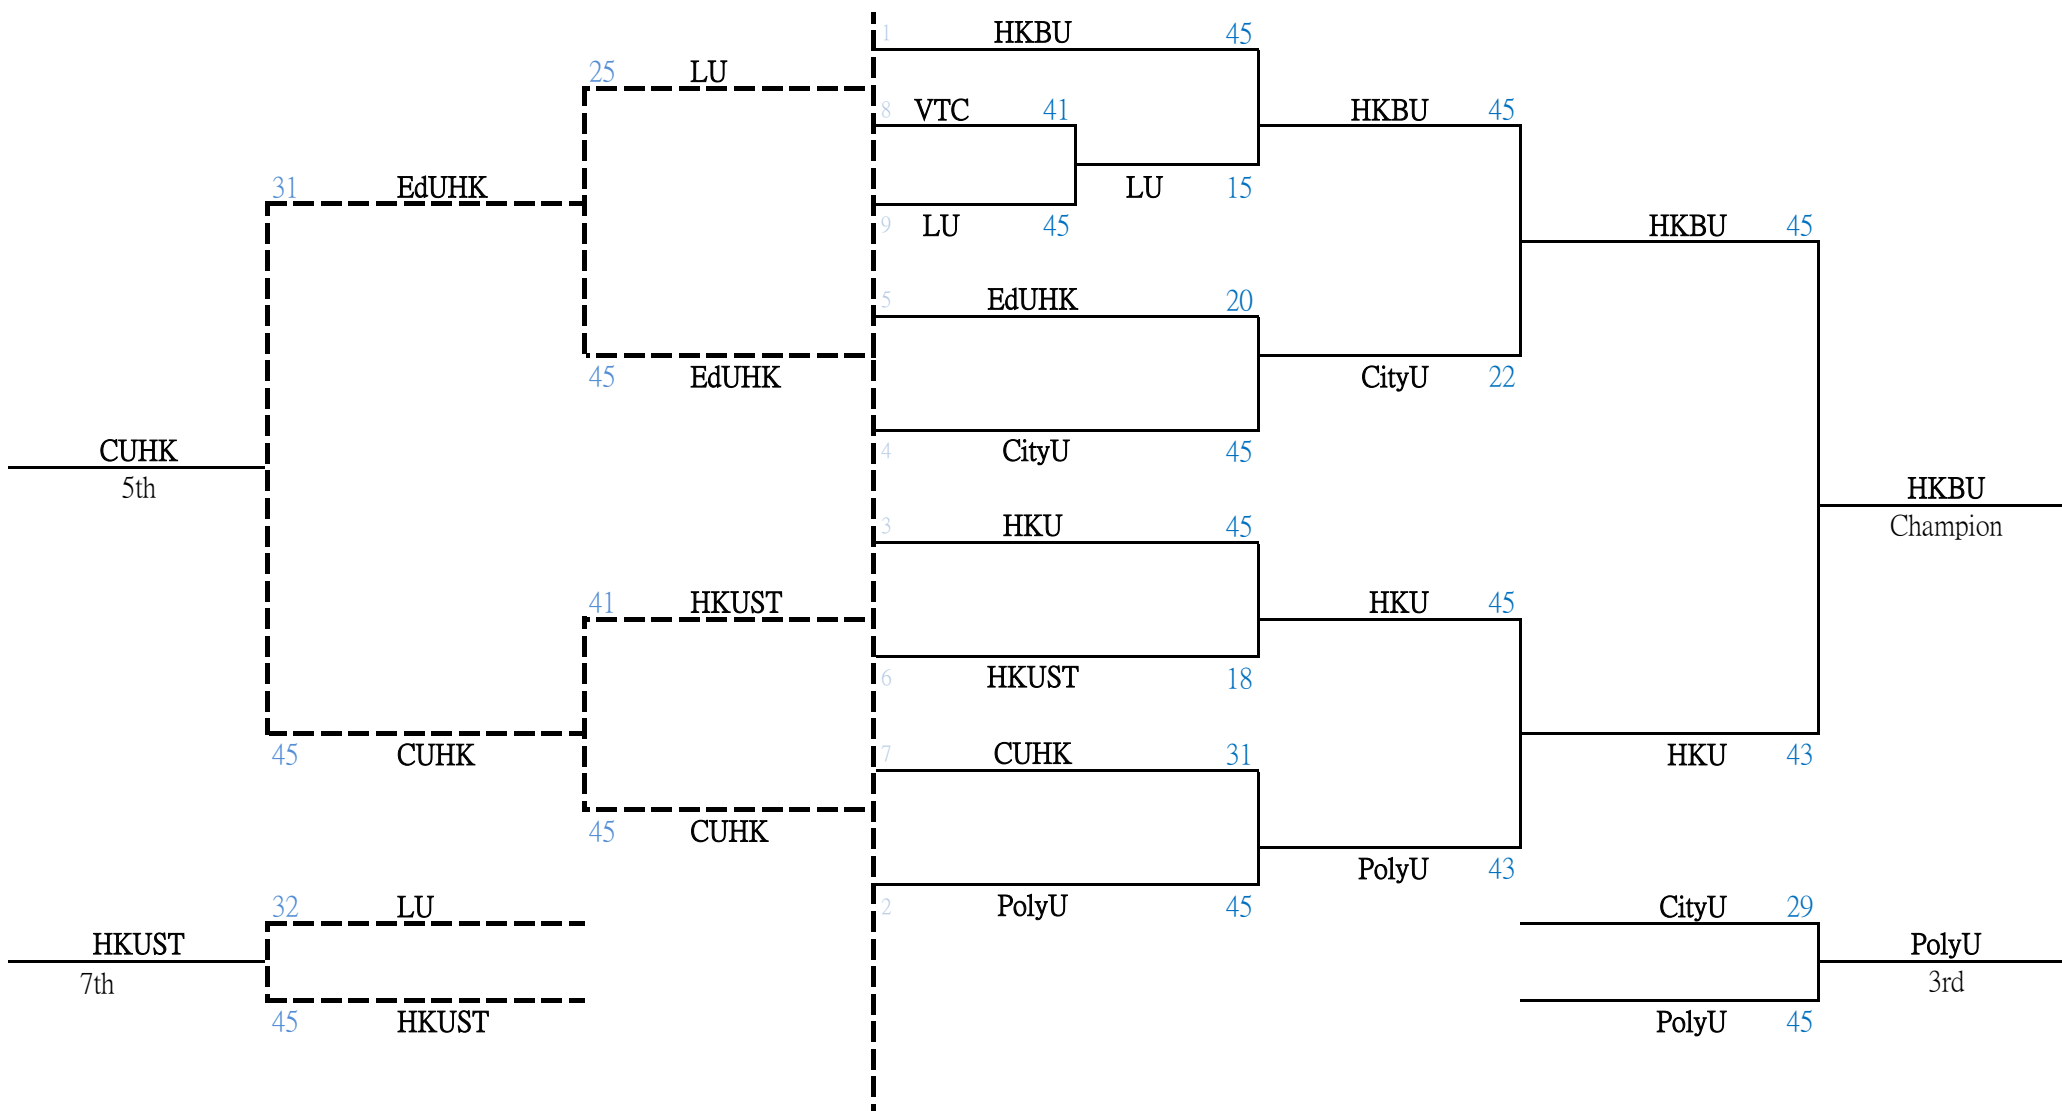 1 HKBU 45
25 LU
8 VTC 41
HKBU 45
31 EdUHK
LU 15
9 LU 45
HKBU 45
5 EdUHK 20
45 EdUHK
CityU 22
CUHK
4 CityU 45
5th
HKBU
3 HKU 45
Champion
41 HKUST
HKU 45
6 HKUST 18
45 CUHK
7 CUHK 31
HKU 43
45 CUHK
PolyU 43
32 LU
2 PolyU 45
CityU 29
HKUST
PolyU
7th
3rd
45 HKUST
PolyU 45